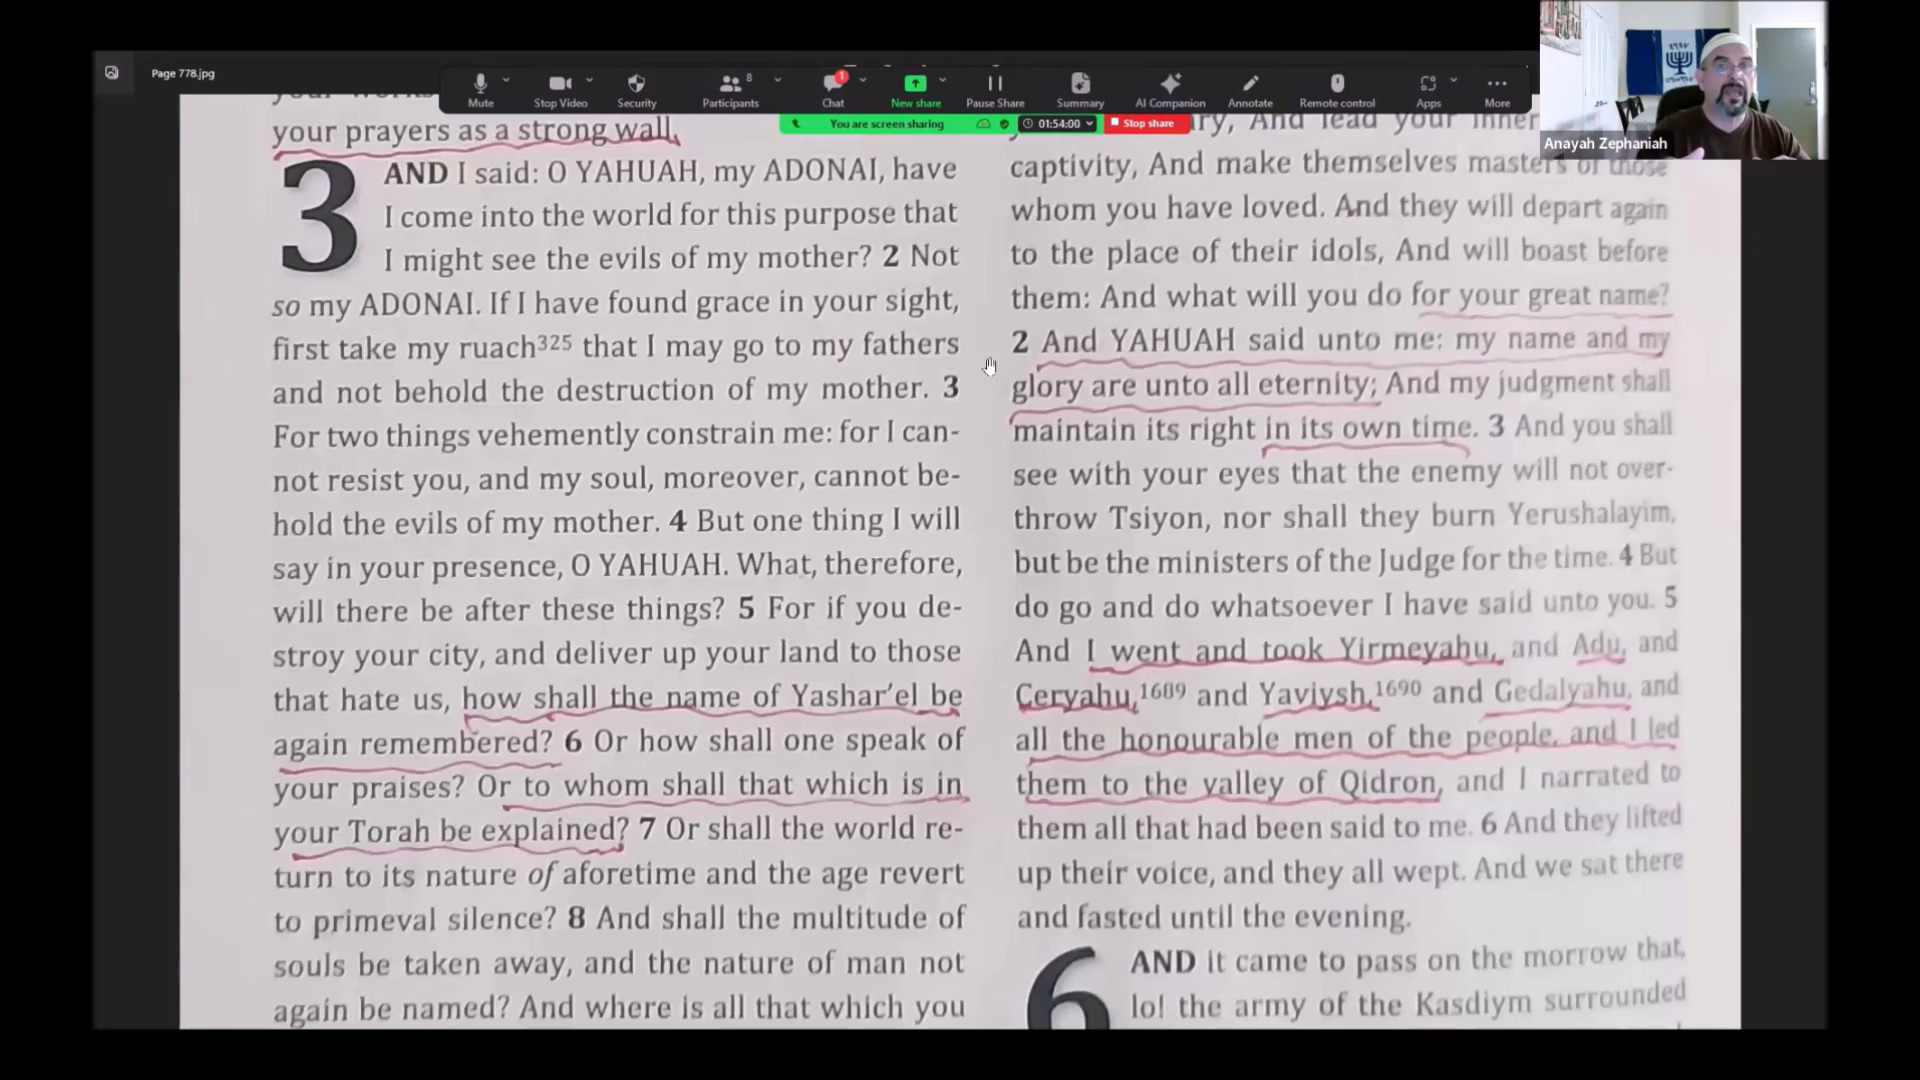 Page 778.jpg
Mute
Stop Video
Security
8
Participants
1
Chat
New share
Pause Share
Summary
AI Companion
Annotate
Remote control
Apps
More
You are screen sharing
01:54:00
Stop share
Anayah Zephaniah
your prayers as a strong wall.
3
AND I said: O YAHUAH, my ADONAI, have
I come into the world for this purpose that
I might see the evils of my mother? 2 Not
so my ADONAI. If I have found grace in your sight,
first take my ruach325 that I may go to my fathers
and not behold the destruction of my mother. 3
For two things vehemently constrain me: for I can-
not resist you, and my soul, moreover, cannot be-
hold the evils of my mother. 4 But one thing I will
say in your presence, O YAHUAH. What, therefore,
will there be after these things? 5 For if you de-
stroy your city, and deliver up your land to those
that hate us, how shall the name of Yashar'el be
again remembered? 6 Or how shall one speak of
your praises? Or to whom shall that which is in
your Torah be explained? 7 Or shall the world re-
turn to its nature of aforetime and the age revert
to primeval silence? 8 And shall the multitude of
souls be taken away, and the nature of man not
again be named? And where is all that which you
And lead your inner
captivity, And make themselves masters of those
whom you have loved. And they will depart again
to the place of their idols, And will boast before
them: And what will you do for your great name?
2 And YAHUAH said unto me: my name and my
glory are unto all eternity; And my judgment shall
maintain its right in its own time. 3 And you shall
see with your eyes that the enemy will not over-
throw Tsiyon, nor shall they burn Yerushalayim,
but be the ministers of the Judge for the time. 4 But
do go and do whatsoever I have said unto you. 5
And I went and took Yirmeyahu, and Adu, and
Ceryahu,1689 and Yaviysh,1690 and Gedalyahu, and
all the honourable men of the people, and I led
them to the valley of Qidron, and I narrated to
them all that had been said to me. 6 And they lifted
up their voice, and they all wept. And we sat there
and fasted until the evening.
6
AND it came to pass on the morrow that,
lo! the army of the Kasdiym surrounded